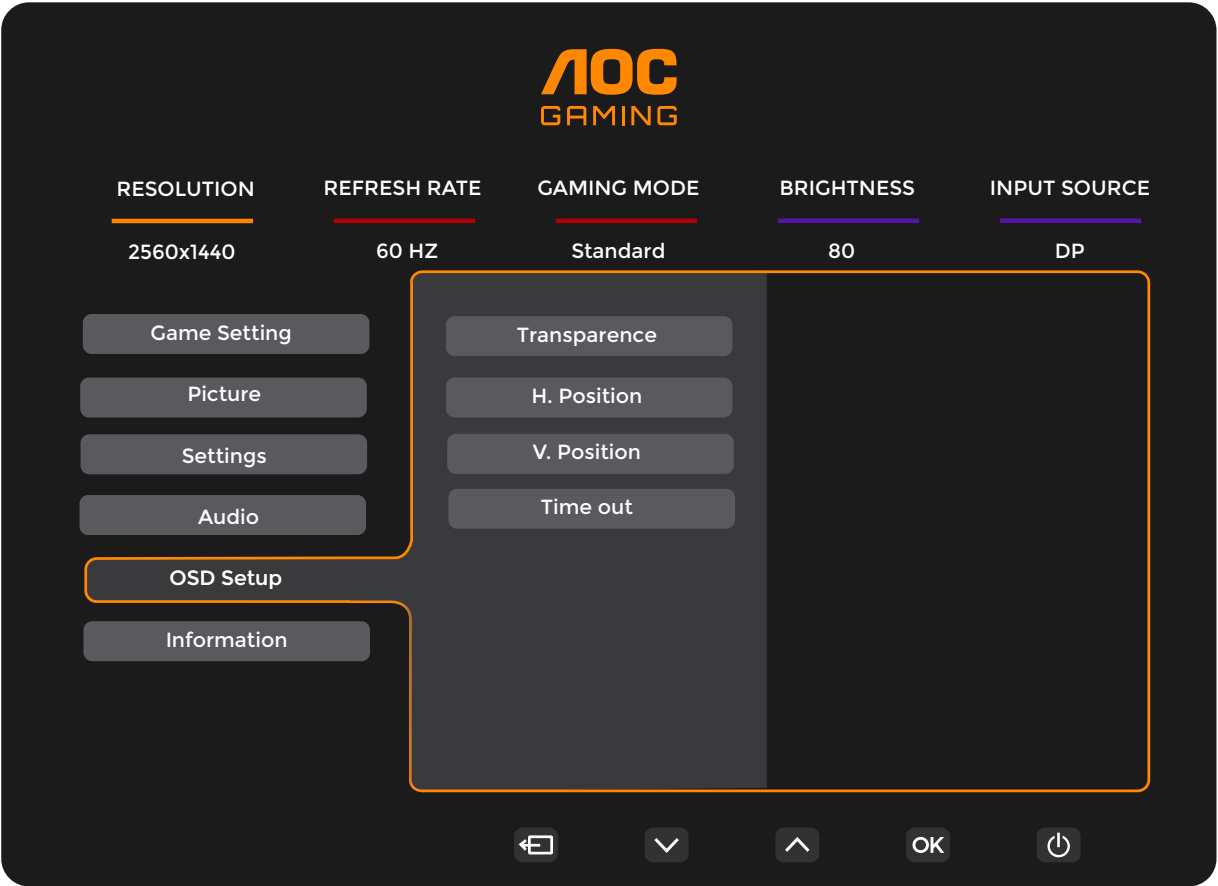 AOC
GAMING
RESOLUTION REFRESH RATE GAMING MODE BRIGHTNESS INPUT SOURCE
2560x1440 60 HZ Standard 80 DP
Game Setting
Picture
Settings
Audio
OSD Setup
Information
Transparence
H. Position
V. Position
Time out
OK